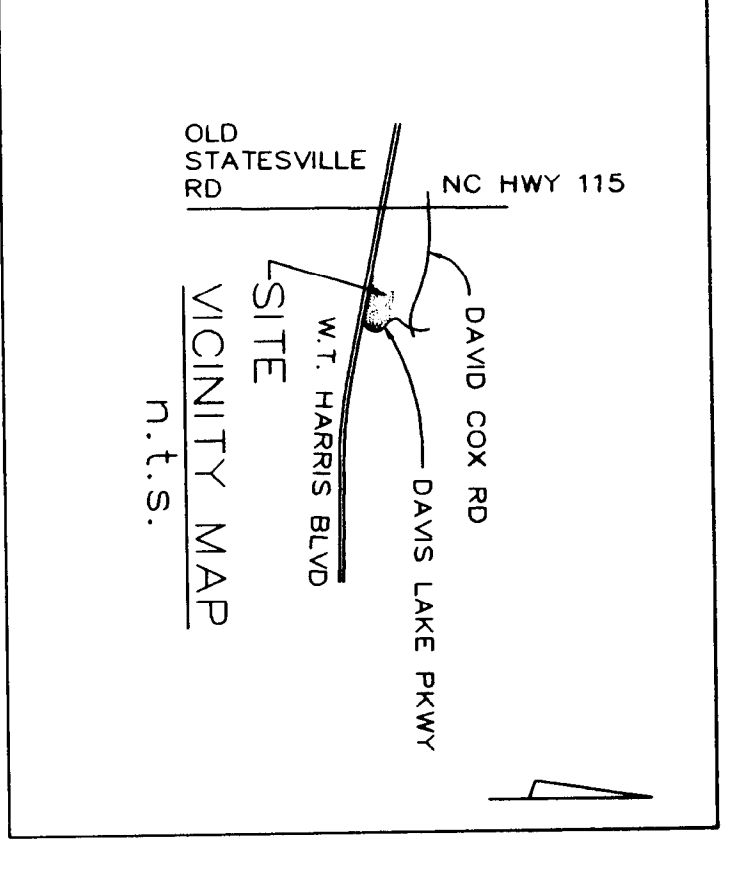 OLD
STATESVILLE
RD
NC HWY 115
DAVID COX RD
DAVIS LAKE PKWY
W.T. HARRIS BLVD
SITE
VICINITY MAP
n.t.s.